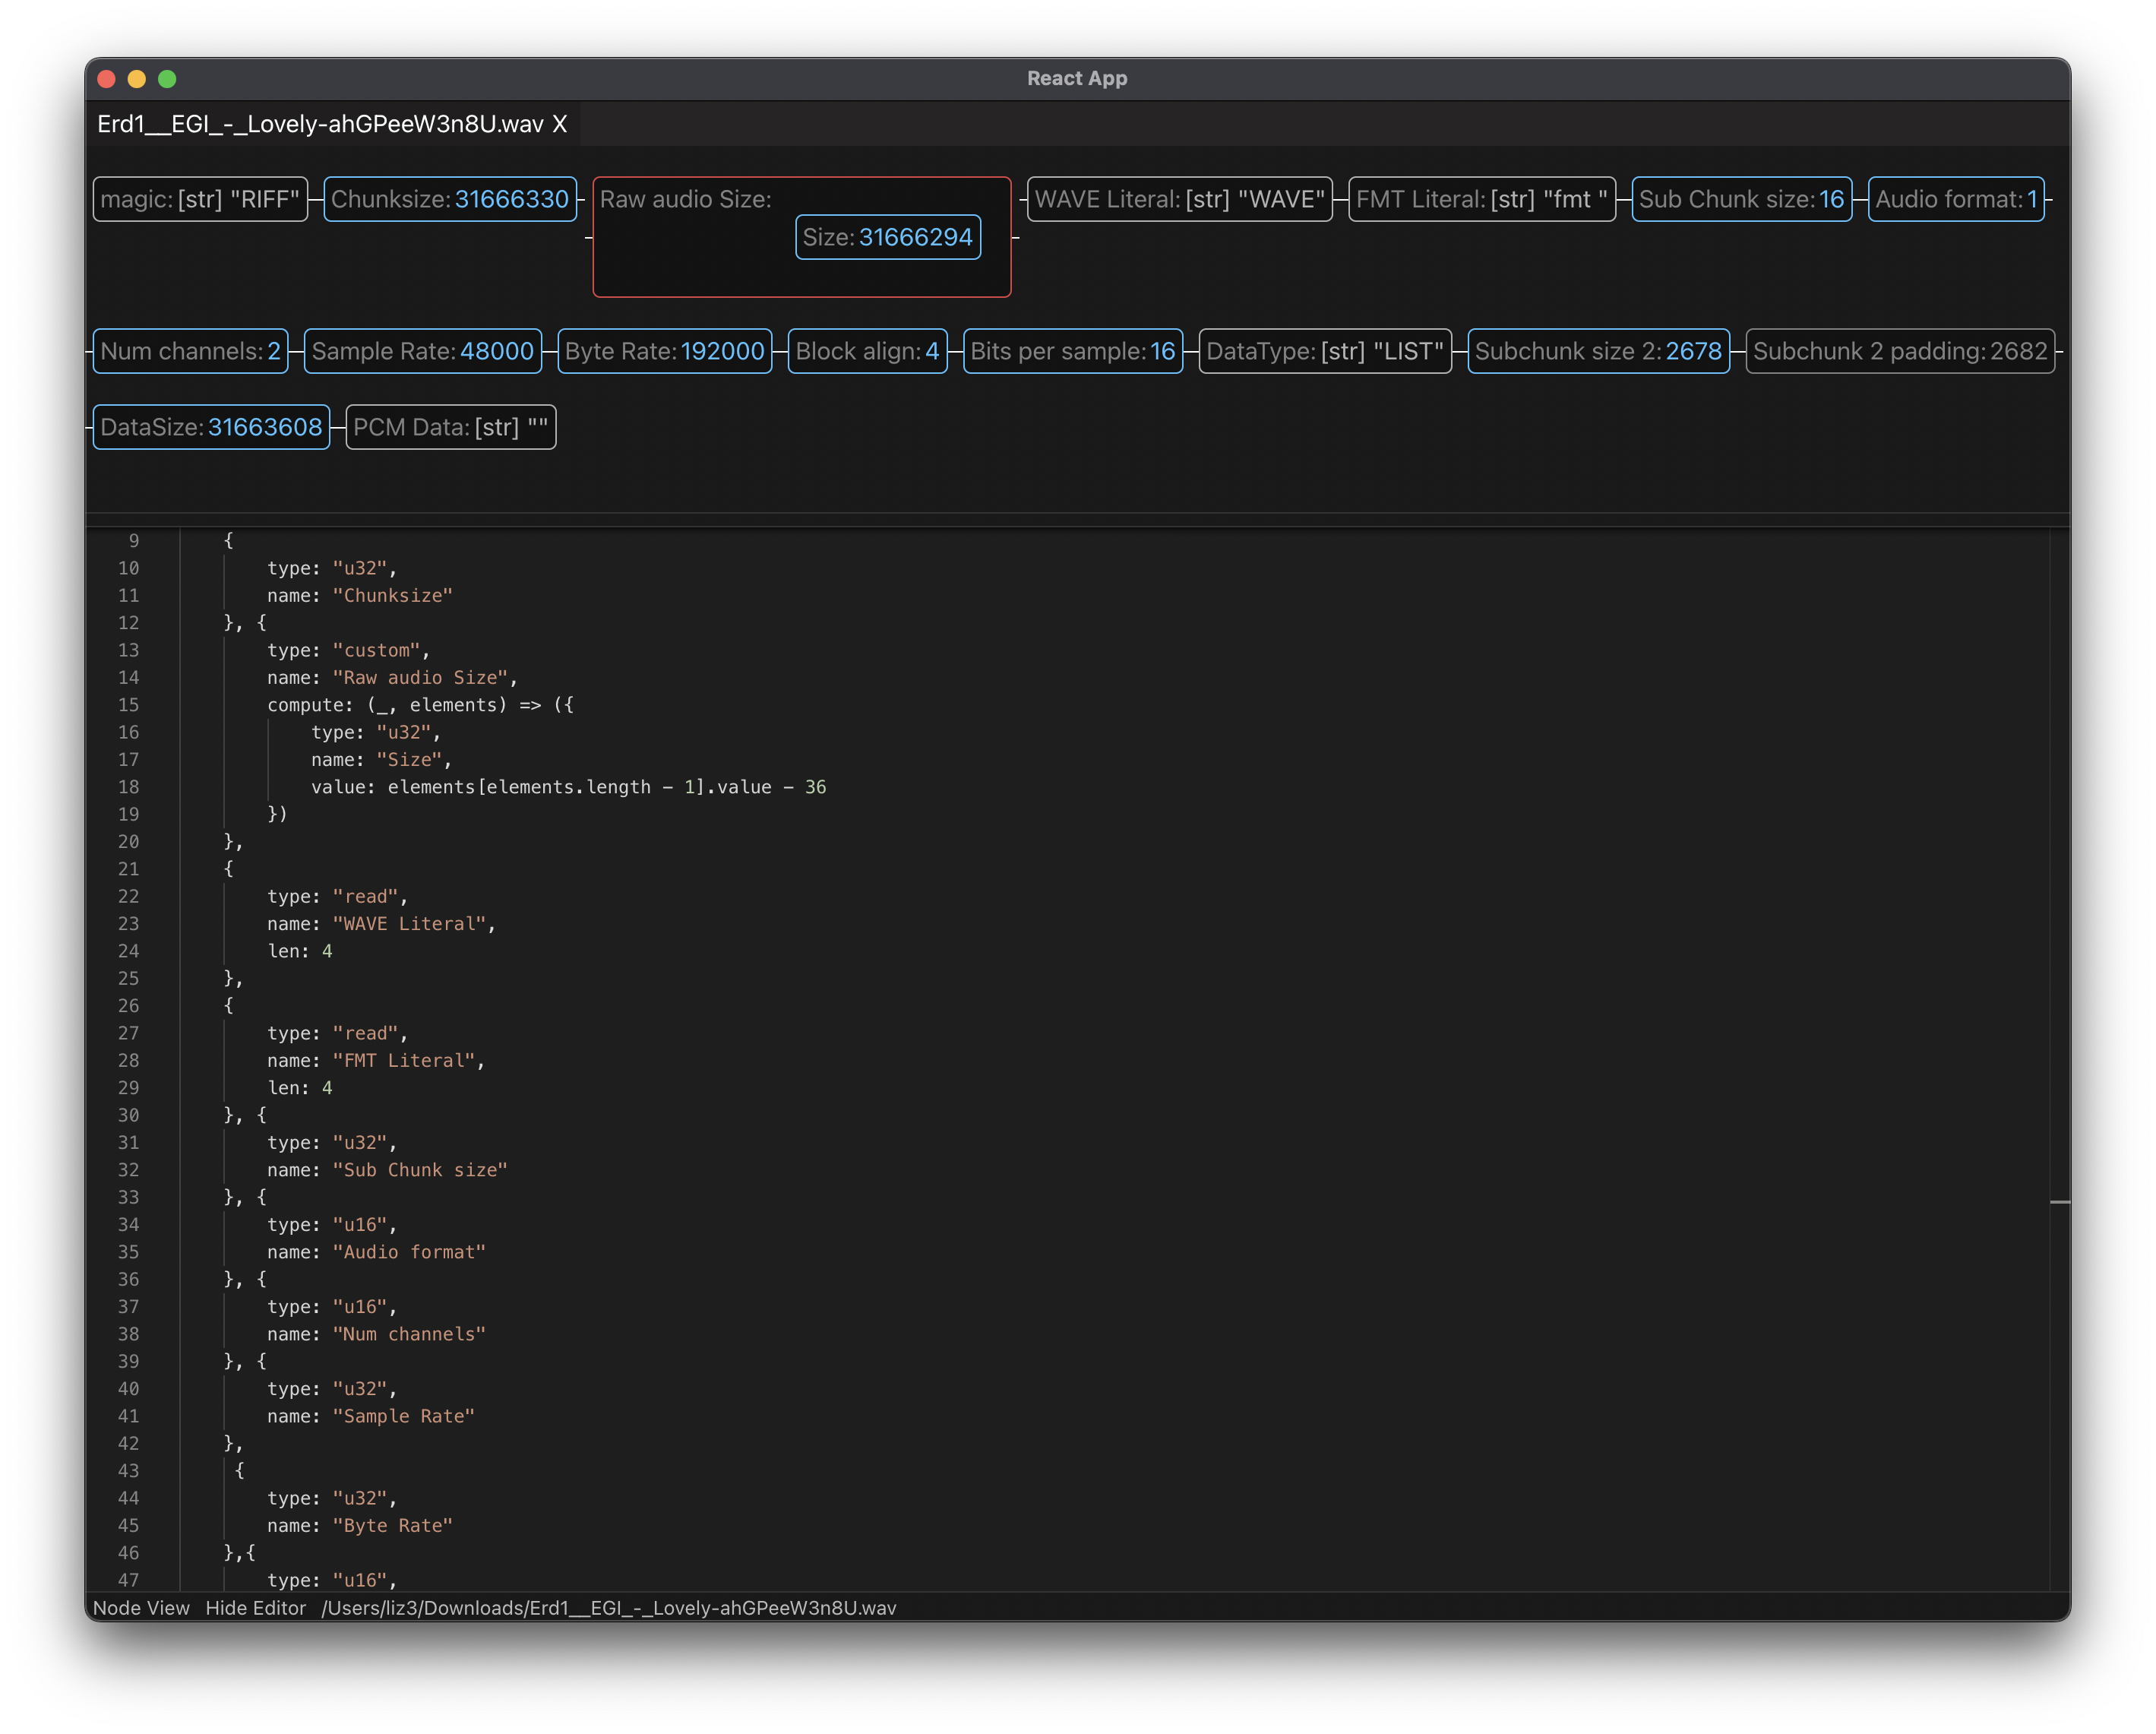 React App
Erd1__EGI_-_Lovely-ahGPeeW3n8U.wav X
magic: [str] "RIFF" Chunksize: 31666330 Raw audio Size: WAVE Literal: [str] "WAVE" FMT Literal: [str] "fmt " Sub Chunk size: 16 Audio format: 1
Size: 31666294
Num channels: 2 Sample Rate: 48000 Byte Rate: 192000 Block align: 4 Bits per sample: 16 DataType: [str] "LIST" Subchunk size 2: 2678 Subchunk 2 padding: 2682
DataSize: 31663608 PCM Data: [str] ""
9 {
10 type: "u32",
11 name: "Chunksize"
12 }, {
13 type: "custom",
14 name: "Raw audio Size",
15 compute: (_, elements) => ({
16 type: "u32",
17 name: "Size",
18 value: elements[elements.length - 1].value - 36
19 })
20 },
21 {
22 type: "read",
23 name: "WAVE Literal",
24 len: 4
25 },
26 {
27 type: "read",
28 name: "FMT Literal",
29 len: 4
30 }, {
31 type: "u32",
32 name: "Sub Chunk size"
33 }, {
34 type: "u16",
35 name: "Audio format"
36 }, {
37 type: "u16",
38 name: "Num channels"
39 }, {
40 type: "u32",
41 name: "Sample Rate"
42 },
43 {
44 type: "u32",
45 name: "Byte Rate"
46 },{
47 type: "u16",
Node View Hide Editor /Users/liz3/Downloads/Erd1__EGI_-_Lovely-ahGPeeW3n8U.wav